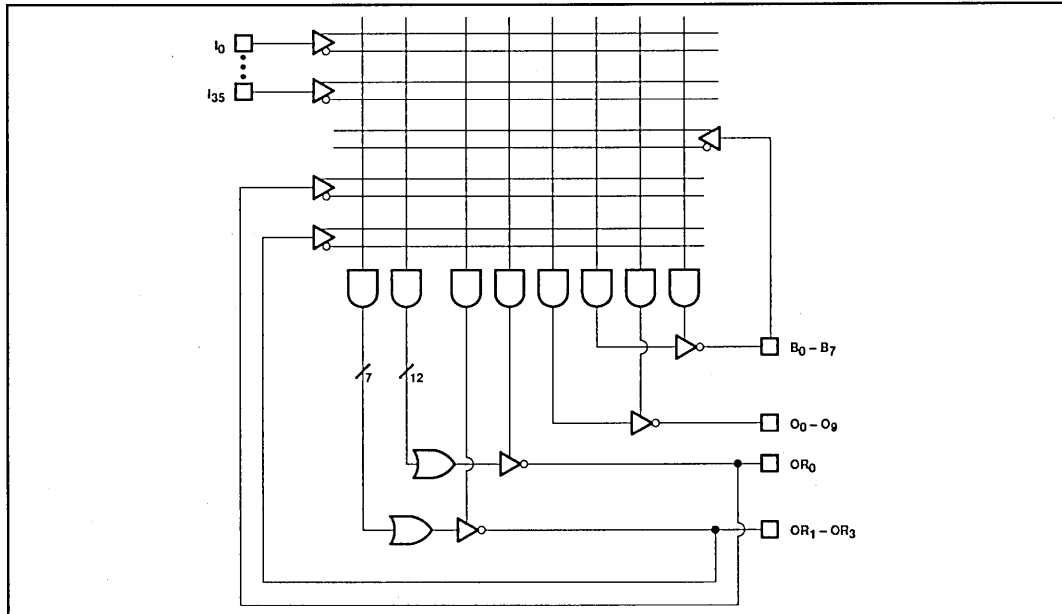 I0
I35
B0 – B7
7
12
O0 – O9
OR0
OR1 – OR3